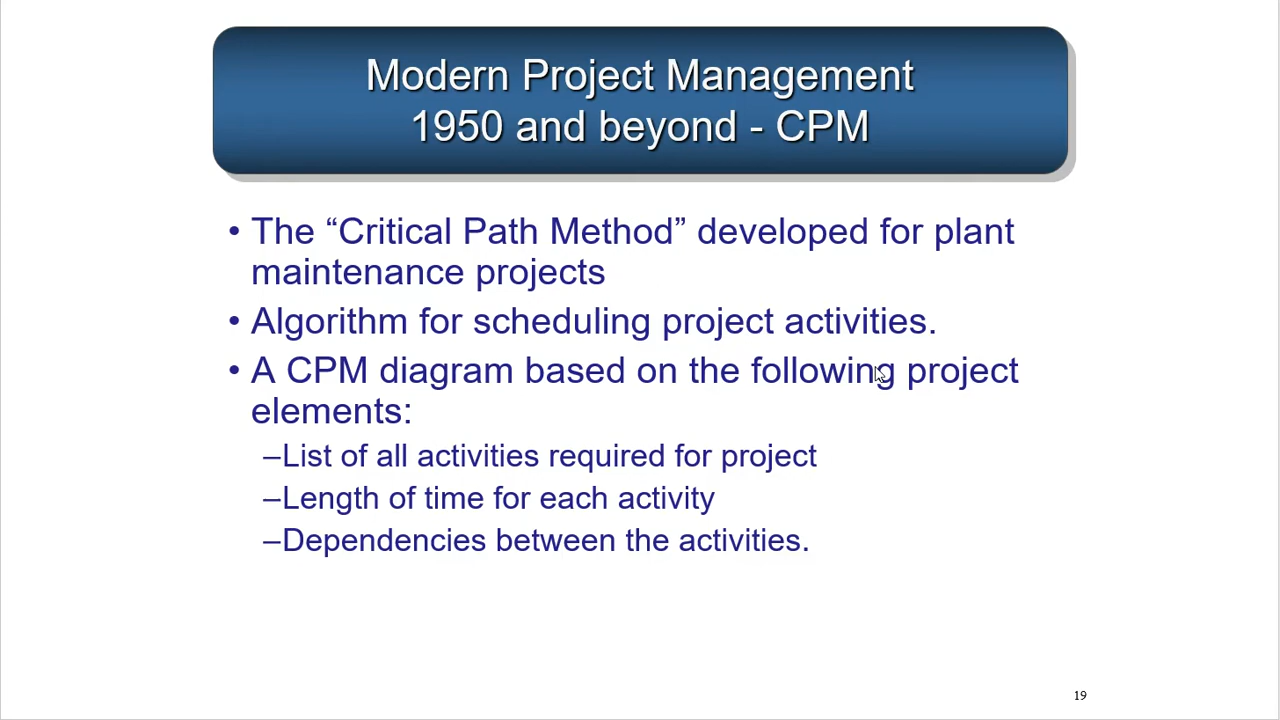 Modern Project Management
1950 and beyond - CPM
• The “Critical Path Method” developed for plant
maintenance projects
• Algorithm for scheduling project activities.
• A CPM diagram based on the following project
elements:
–List of all activities required for project
–Length of time for each activity
–Dependencies between the activities.
19